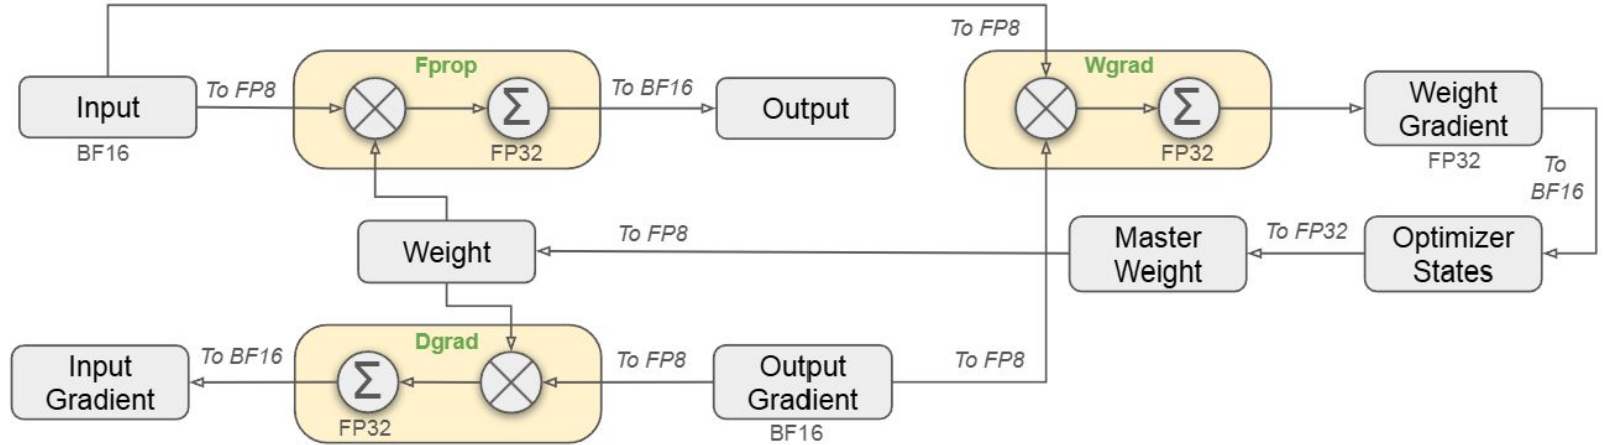 To FP8
Fprop
Wgrad
Input
To FP8
Σ
To BF16
Output
Σ
Weight
Gradient
BF16
FP32
FP32
FP32
To
BF16
Weight
To FP8
Master
Weight
To FP32
Optimizer
States
Dgrad
Input
Gradient
To BF16
Σ
To FP8
Output
Gradient
To FP8
FP32
BF16